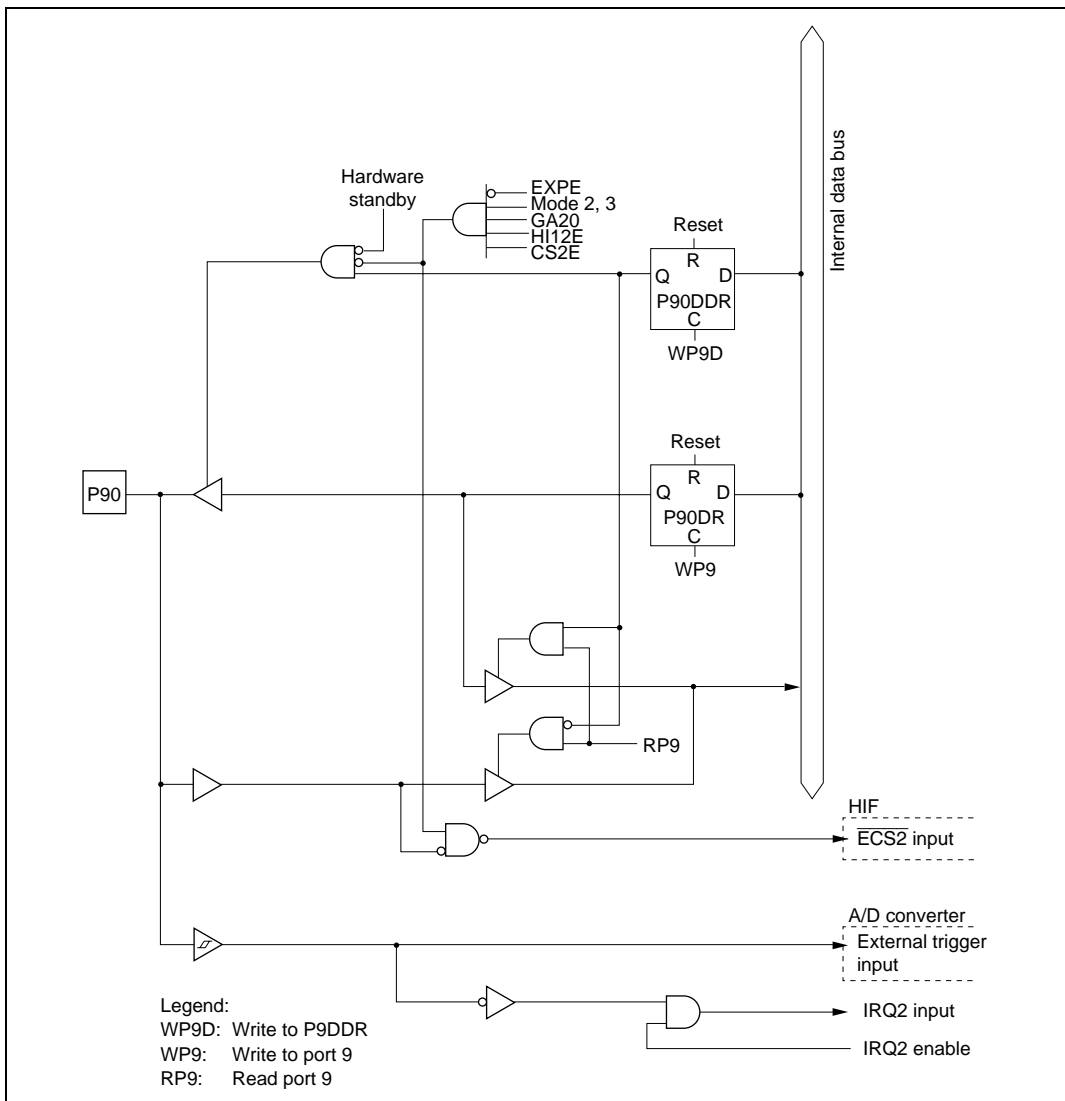 Hardware
standby
EXPE
Mode 2, 3
GA20
HI12E
CS2E
Internal data bus
Reset
R
Q D
P90DDR
C
WP9D
Reset
R
P90
Q D
P90DR
C
WP9
RP9
HIF
ECS2 input
A/D converter
External trigger
input
IRQ2 input
IRQ2 enable
Legend:
WP9D: Write to P9DDR
WP9: Write to port 9
RP9: Read port 9